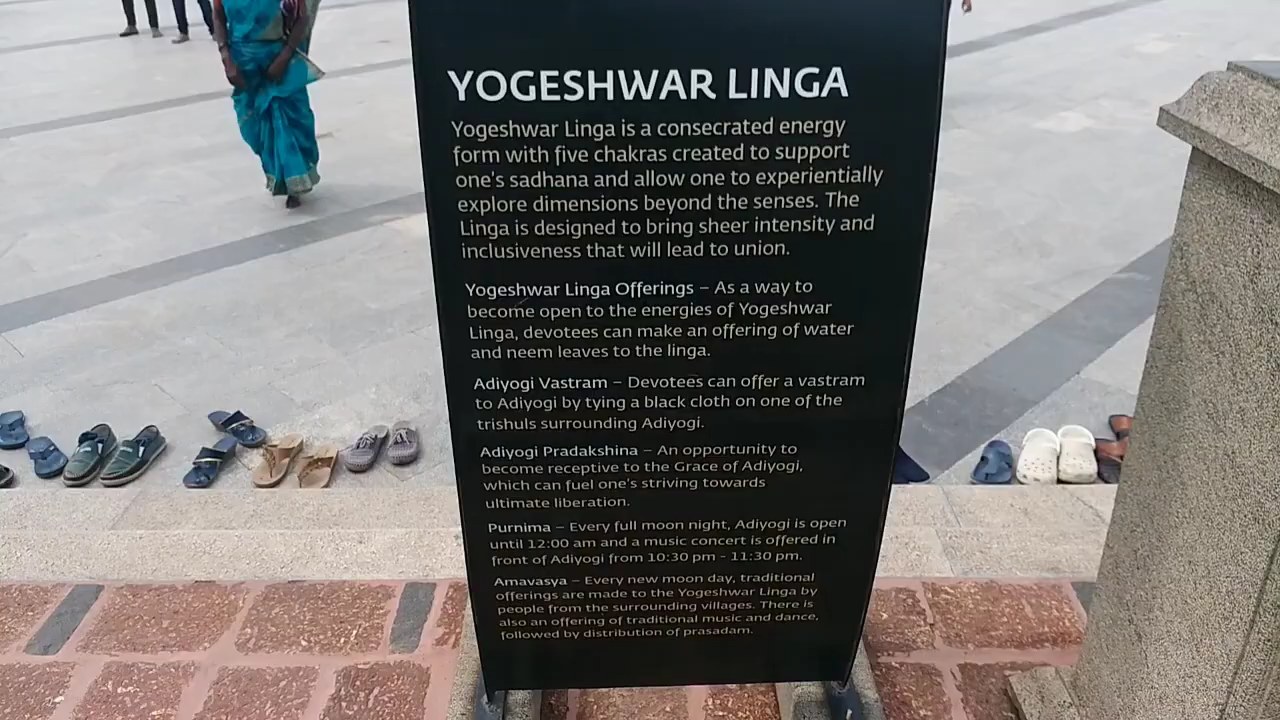 YOGESHWAR LINGA
Yogeshwar Linga is a consecrated energy
form with five chakras created to support
one's sadhana and allow one to experientially
explore dimensions beyond the senses. The
Linga is designed to bring sheer intensity and
inclusiveness that will lead to union.
Yogeshwar Linga Offerings – As a way to
become open to the energies of Yogeshwar
Linga, devotees can make an offering of water
and neem leaves to the linga.
Adiyogi Vastram – Devotees can offer a vastram
to Adiyogi by tying a black cloth on one of the
trishuls surrounding Adiyogi.
Adiyogi Pradakshina – An opportunity to
become receptive to the Grace of Adiyogi,
which can fuel one's striving towards
ultimate liberation.
Purnima – Every full moon night, Adiyogi is open
until 12:00 am and a music concert is offered in
front of Adiyogi from 10:30 pm - 11:30 pm.
Amavasya – Every new moon day, traditional
offerings are made to the Yogeshwar Linga by
people from the surrounding villages. There is
also an offering of traditional music and dance,
followed by distribution of prasadam.